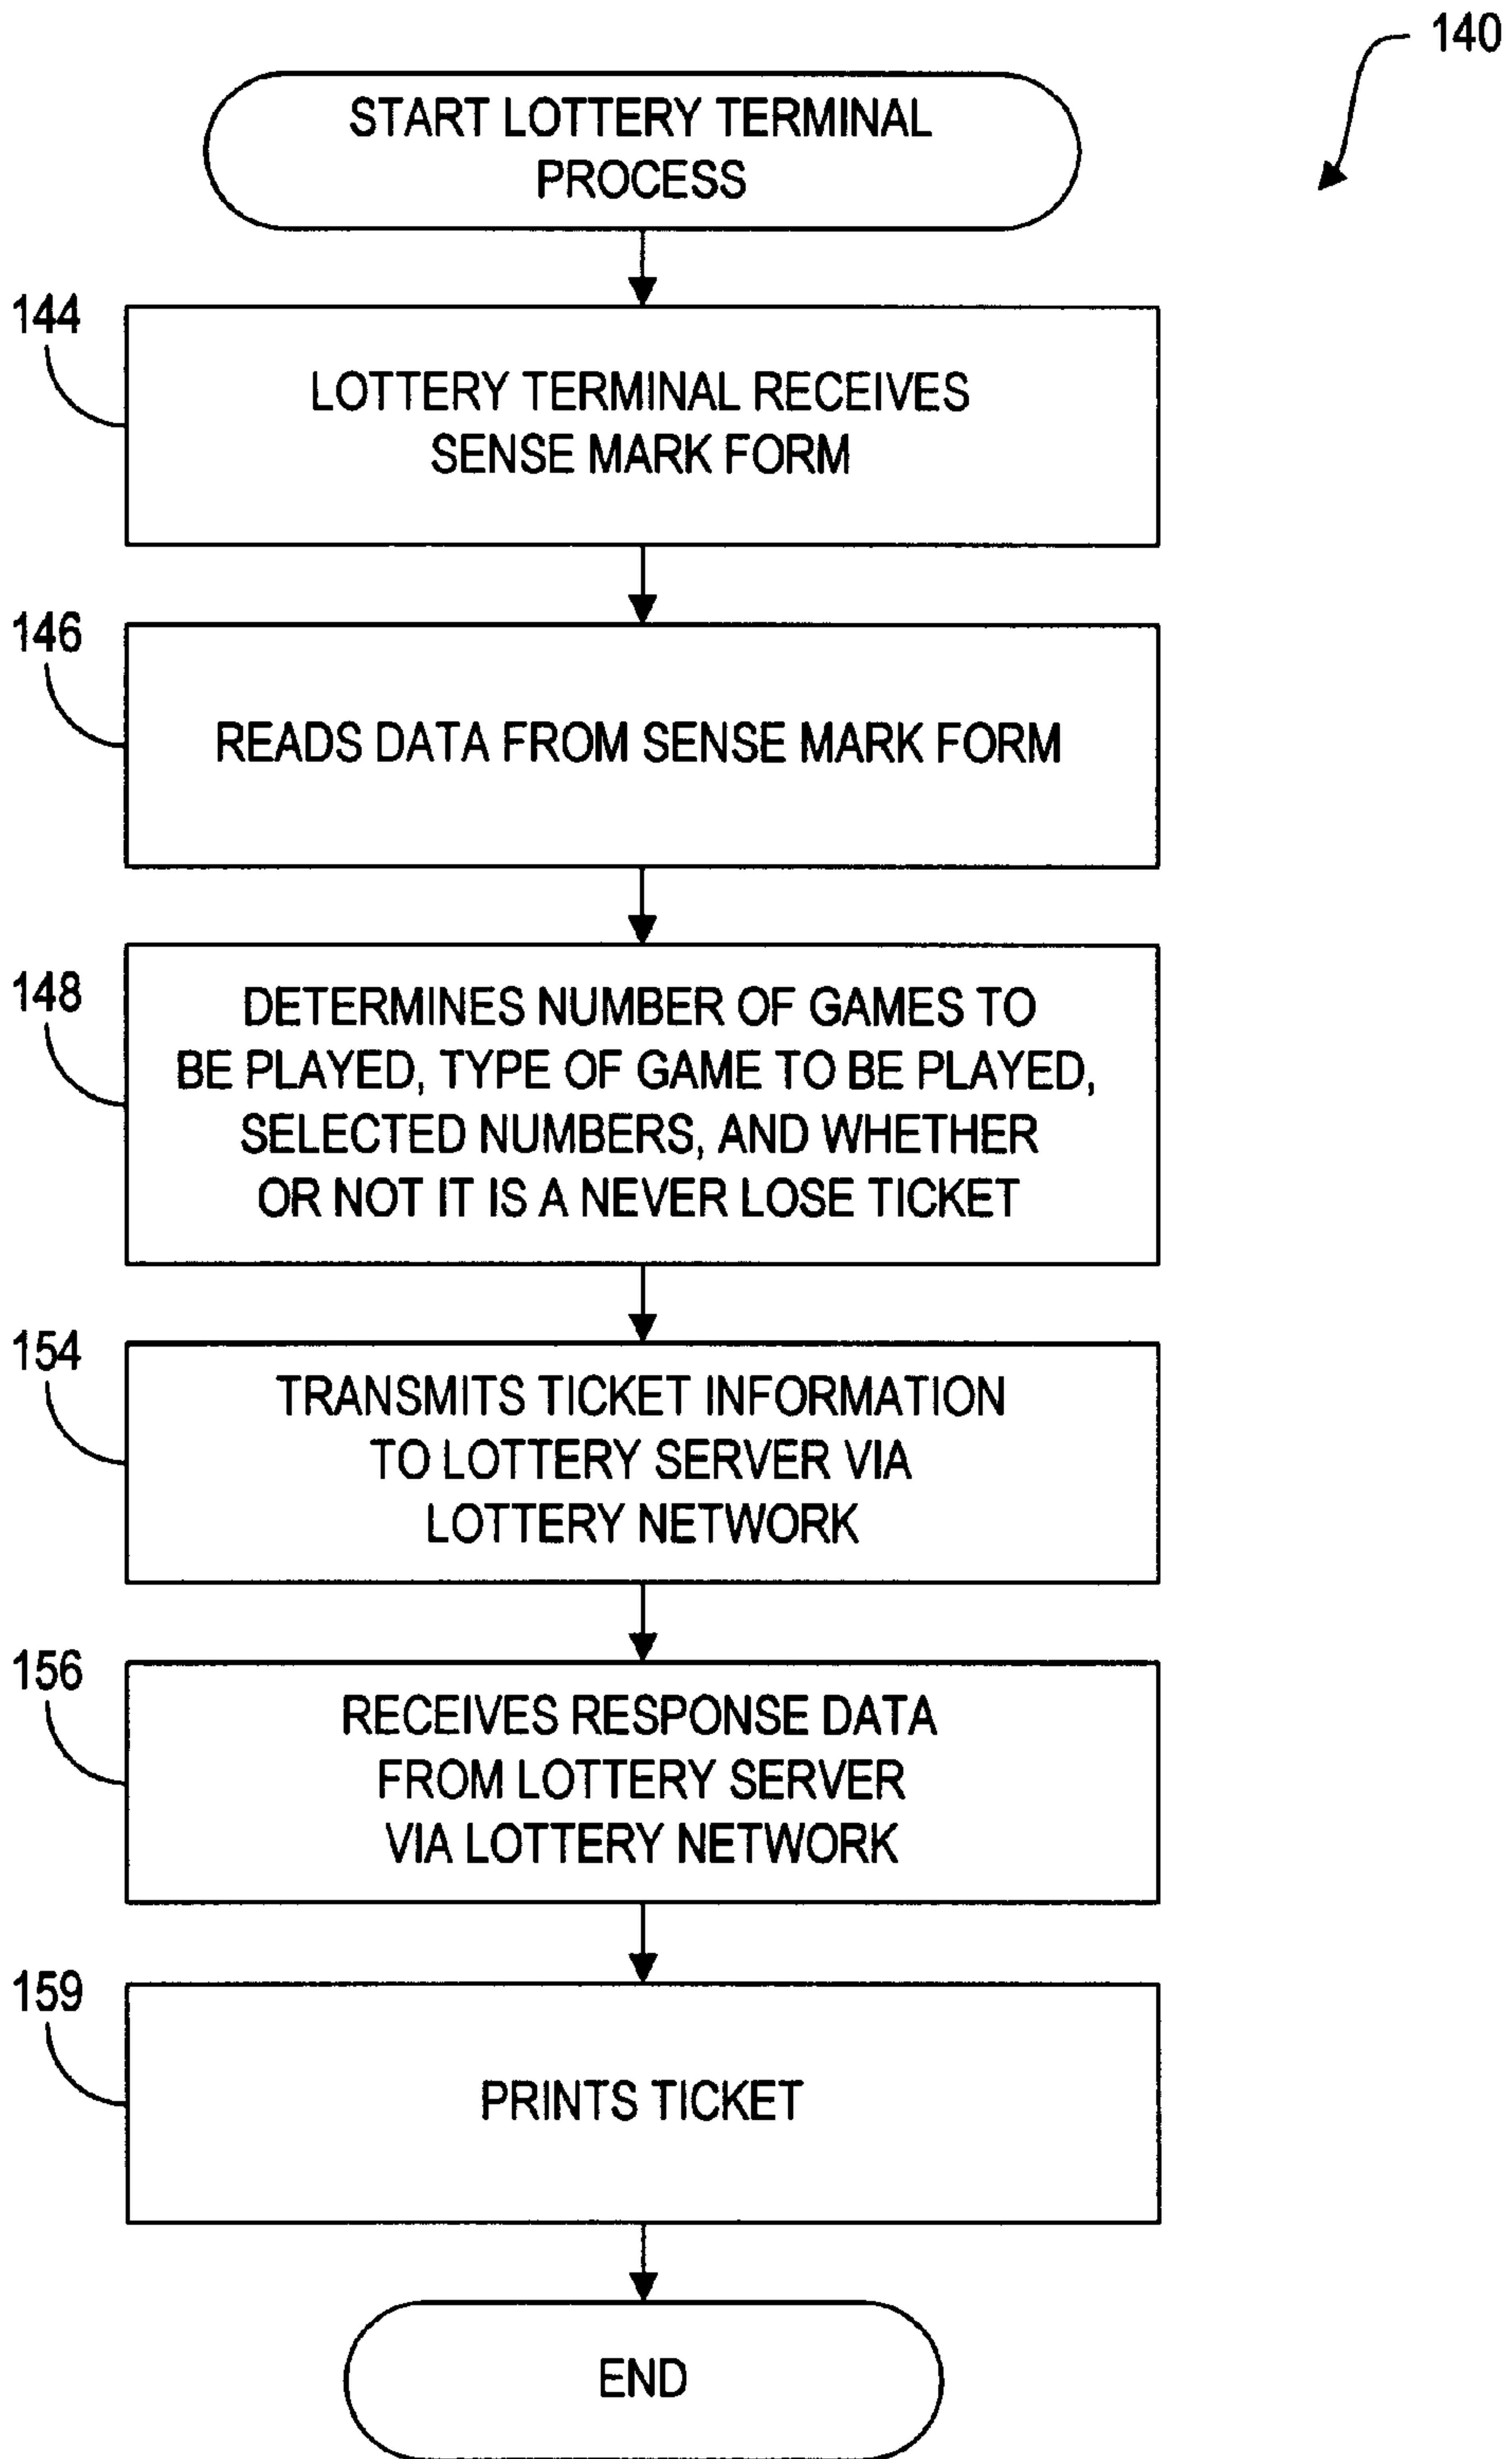 140
START LOTTERY TERMINAL
PROCESS
144
LOTTERY TERMINAL RECEIVES
SENSE MARK FORM
146
READS DATA FROM SENSE MARK FORM
148
DETERMINES NUMBER OF GAMES TO
BE PLAYED, TYPE OF GAME TO BE PLAYED,
SELECTED NUMBERS, AND WHETHER
OR NOT IT IS A NEVER LOSE TICKET
154
TRANSMITS TICKET INFORMATION
TO LOTTERY SERVER VIA
LOTTERY NETWORK
156
RECEIVES RESPONSE DATA
FROM LOTTERY SERVER
VIA LOTTERY NETWORK
159
PRINTS TICKET
END